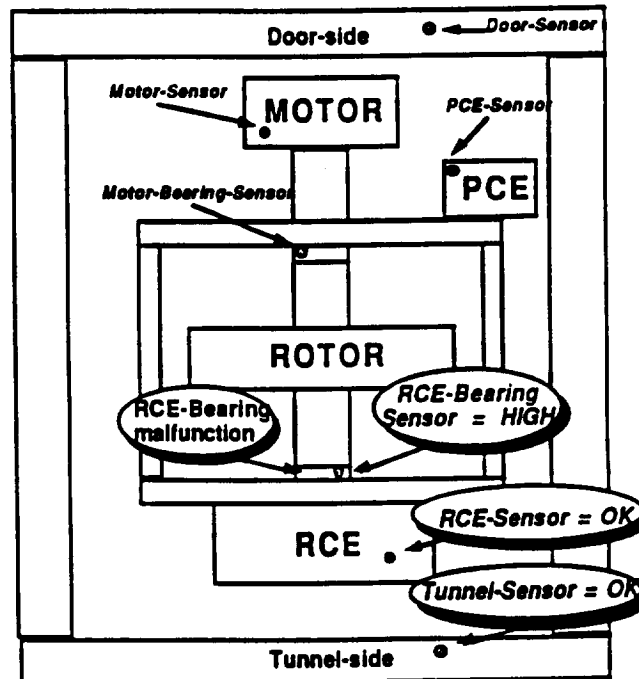 Door-side
Door-Sensor
Motor-Sensor
MOTOR
PCE-Sensor
PCE
Motor-Bearing-Sensor
ROTOR
RCE-Bearing
malfunction
RCE-Bearing
Sensor = HIGH
RCE
RCE-Sensor = OK
Tunnel-Sensor = OK
Tunnel-side